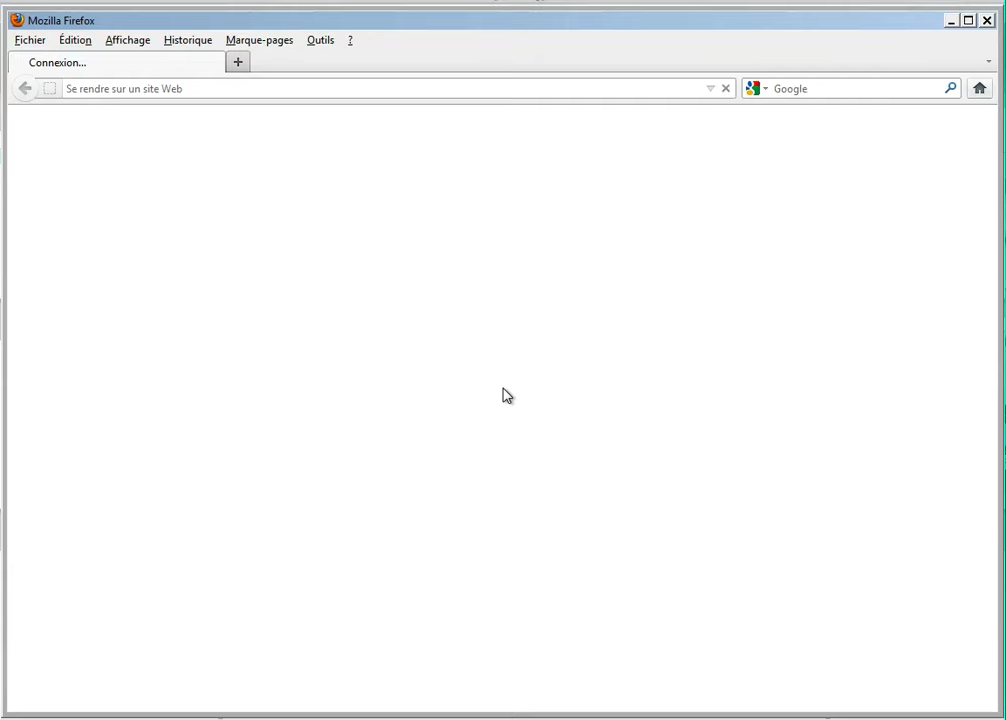 Mozilla Firefox
Fichier Édition Affichage Historique Marque-pages Outils ?
Connexion... +
Se rendre sur un site Web Google